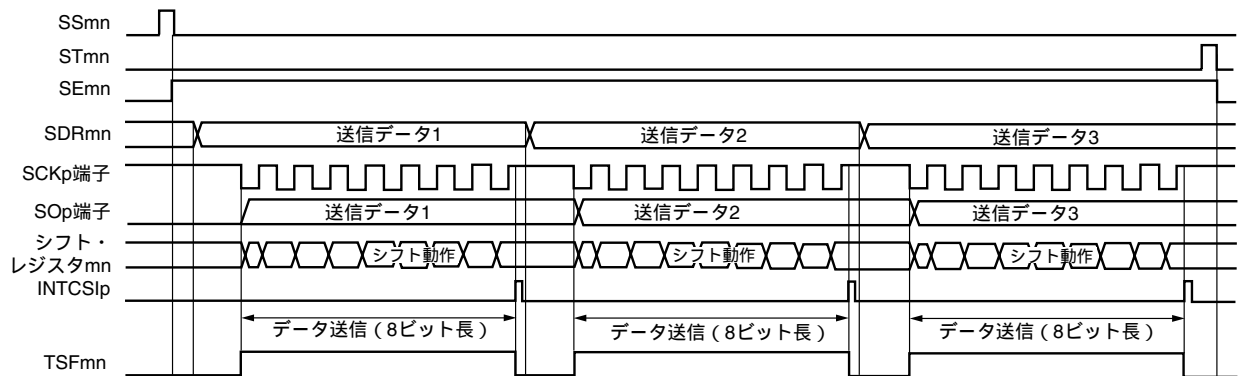 SSmn
STmn
SEmn
SDRmn 送信データ1 送信データ2 送信データ3
SCKp端子
SOp端子 送信データ1 送信データ2 送信データ3
シフト・
レジスタmn シフト動作 シフト動作 シフト動作
INTCSIp
データ送信（8ビット長） データ送信（8ビット長） データ送信（8ビット長）
TSFmn